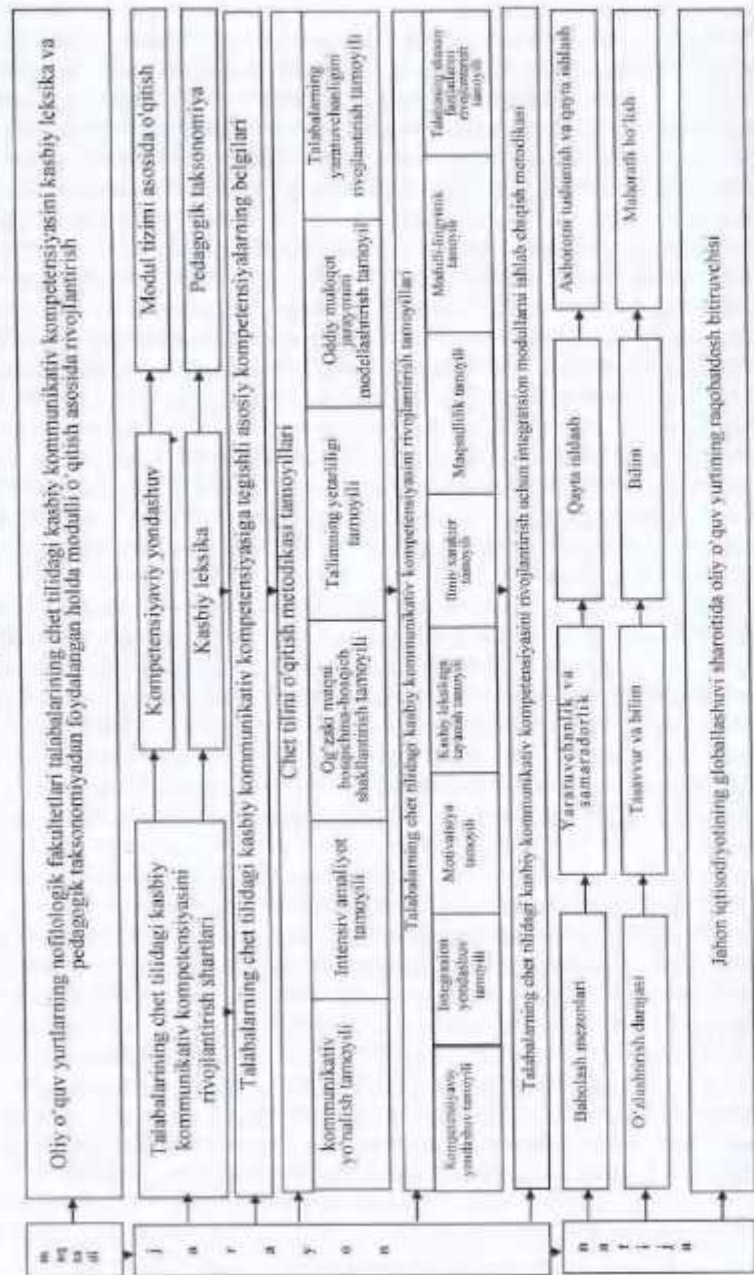 Oliy o'quv yurtlarning nofilologik fakultetlari talabalarining chet tilidagi kasbiy kommunikativ kompetensiyasini kasbiy leksika va
pedagogik taksonomiyadan foydalangan holda modulli o'qitish asosida rivojlantirish
j a r a y o n
Talabalarining chet tilidagi kasbiy
kommunikativ kompetensiyasini
rivojlantirish shartlari
Kompetensiyaviy yondashuv
Modul tizimi asosida o'qitish
Kasbiy leksika
Pedagogik taksonomiya
Talabalarning chet tilidagi kasbiy kommunikativ kompetensiyasiga tegishli asosiy kompetensiyalarning belgilari
Chet tilini o'qitish metodikasi tamoyillari
kommunikativ
yo'nalish tamoyili
Intensiv amaliyot
tamoyili
Og'zaki nutqni
bosqichma-bosqich
shakllantirish tamoyili
Ta'limning yetarliligi
tamoyili
Oddiy muloqot
jarayonini
modellashtirish tamoyil
Talabalarning
yaratuvchanligini
rivojlantirish tamoyili
Talabalarning chet tilidagi kasbiy kommunikativ kompetensiyasini rivojlantirish tamoyillari
Kompetensiyaviy
yondashuv tamoyili
Integratsion
yondashuv
tamoyili
Motivatsiya
tamoyili
Kasbiy leksikaga
tayanish tamoyili
Ilmiy xarakter
tamoyili
Maqsadlilik tamoyili
Modulli-
tamoyili
Talabaning shaxsiy
rivojlantirish
tamoyili
Talabalarning chet tilidagi kasbiy kommunikativ kompetensiyasini rivojlantirish uchun integratsion modullarni ishlab chiqish metodikasi
n a t i j a
Baholash mezonlari
Yaratuvchanlik va
samaradorlik
Qayta ishlash
Axborotni tushunish va qayta ishlash
O'zlashtirish darajasi
Tasavvur va bilim
Bilim
Mahoratli bo'lish
Jahon iqtisodiyotining globallashuvi sharoitida oliy o'quv yurtining raqobatdosh bitiruvchisi